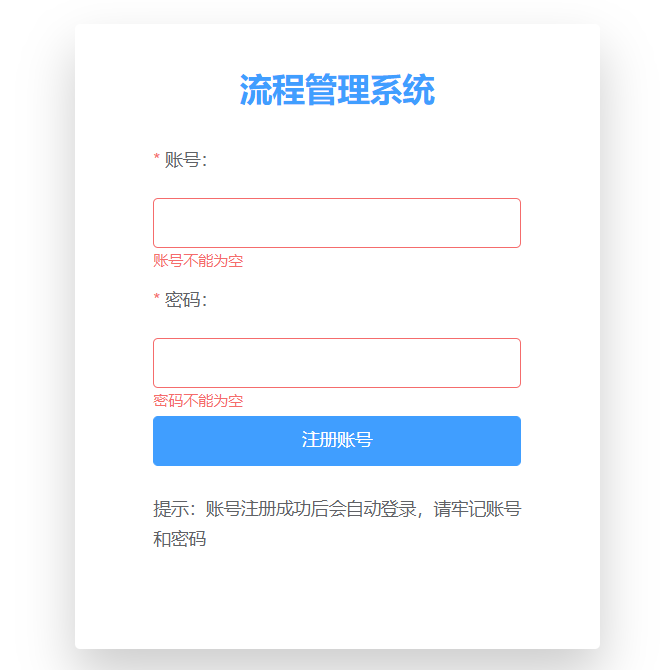 流程管理系统
* 账号：
账号不能为空
* 密码：
密码不能为空
注册账号
提示：账号注册成功后会自动登录，请牢记账号
和密码